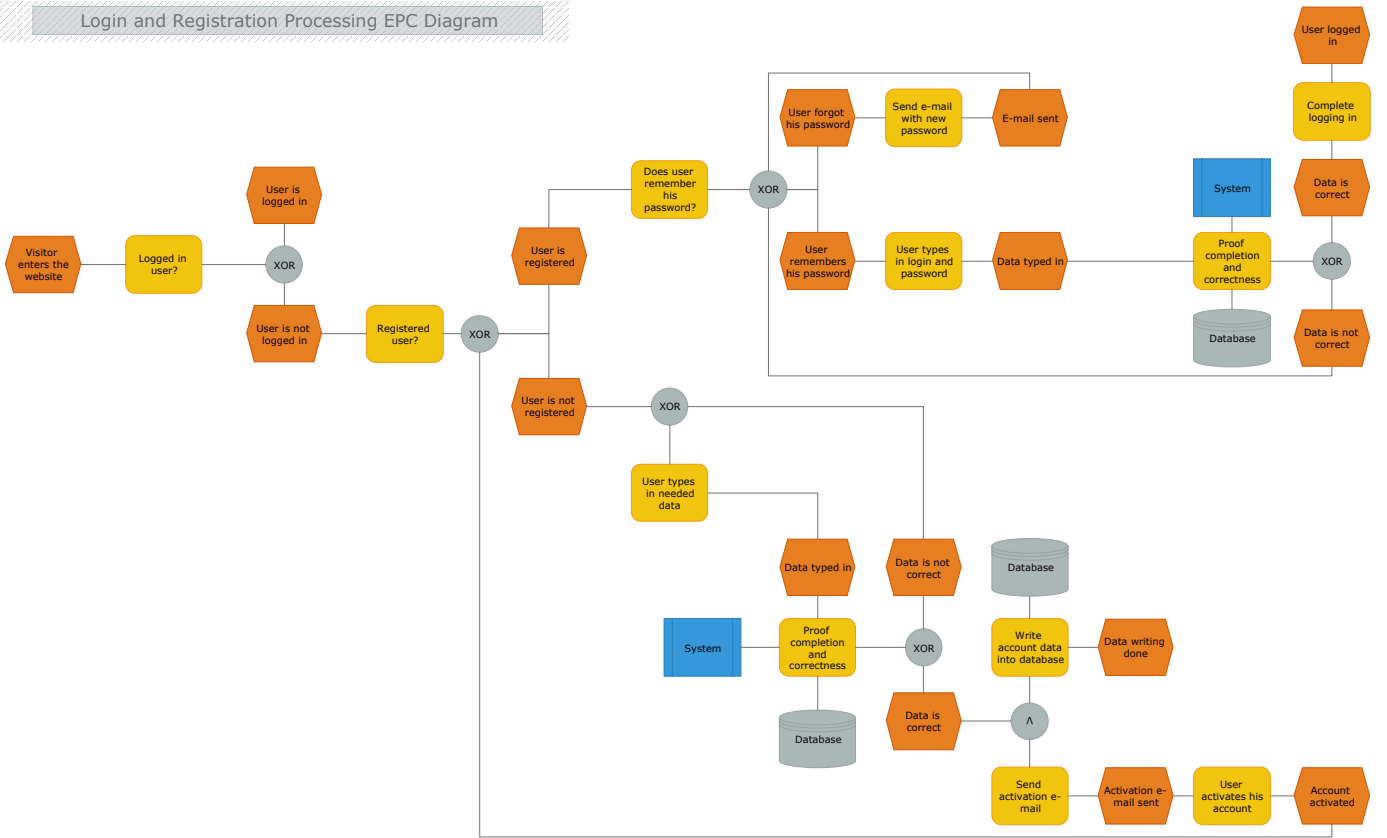 Login and Registration Processing EPC Diagram
User logged
in
Complete
logging in
User forgot
his password
Send e-mail
with new
password
E-mail sent
Does user
remember
his
password?
XOR
System
Data is
correct
User is
logged in
Visitor
enters the
website
Logged in
user?
XOR
User is
registered
User
remembers
his password
User types
in login and
password
Data typed in
Proof
completion
and
correctness
XOR
User is not
logged in
Registered
user?
XOR
Database
Data is not
correct
User is not
registered
XOR
User types
in needed
data
Data typed in
Data is not
correct
Database
System
Proof
completion
and
correctness
XOR
Write
account data
into database
Data writing
done
Database
Data is
correct
Λ
Send
activation e-
mail
Activation e-
mail sent
User
activates his
account
Account
activated